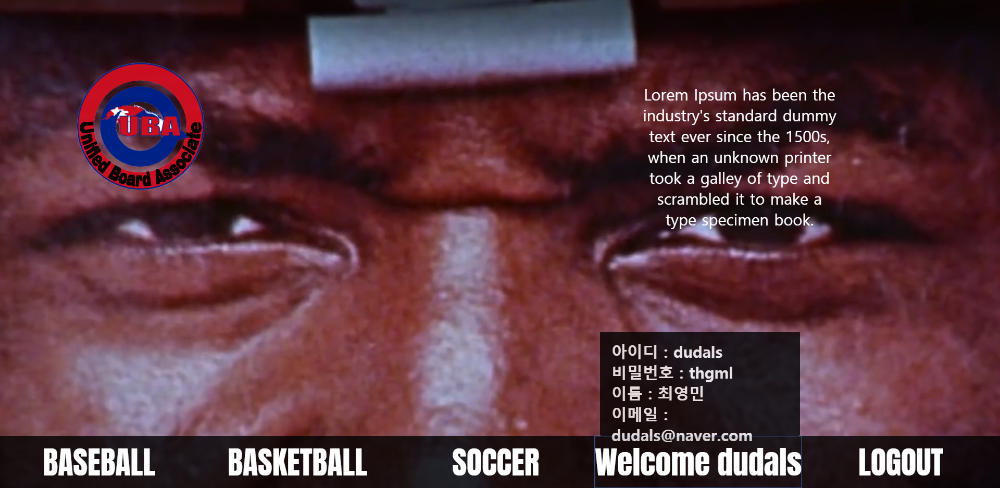 UBA
Unified Board Associate
Lorem Ipsum has been the
industry's standard dummy
text ever since the 1500s,
when an unknown printer
took a galley of type and
scrambled it to make a
type specimen book.
아이디 : dudals
비밀번호 : thgml
이듬 : 최영민
이메일 :
dudals@naver.com
BASEBALL
BASKETBALL
SOCCER
Welcome dudals
LOGOUT